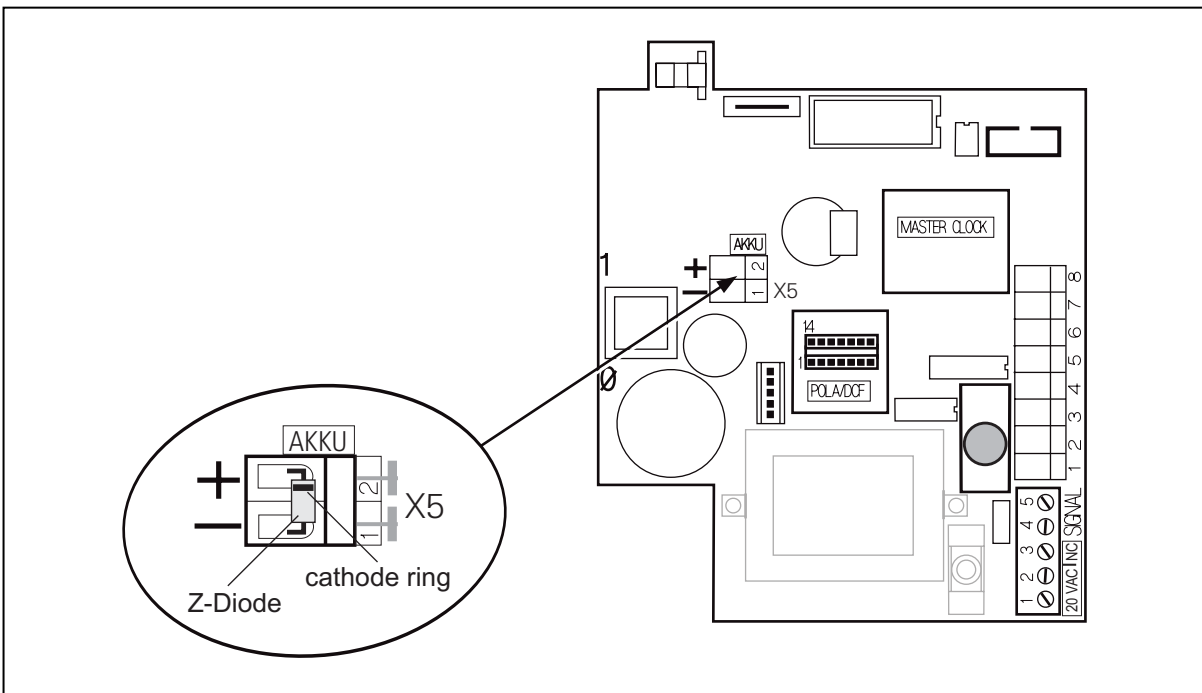 MASTER CLOCK
AKKU
+
2
−
1
X5
1
Ø
14
1
POLA/DCF
8
7
6
5
4
3
2
1
5
4
3
2
1
SIGNAL
NC
20 VAC
AKKU
+
2
−
1
X5
cathode ring
Z-Diode